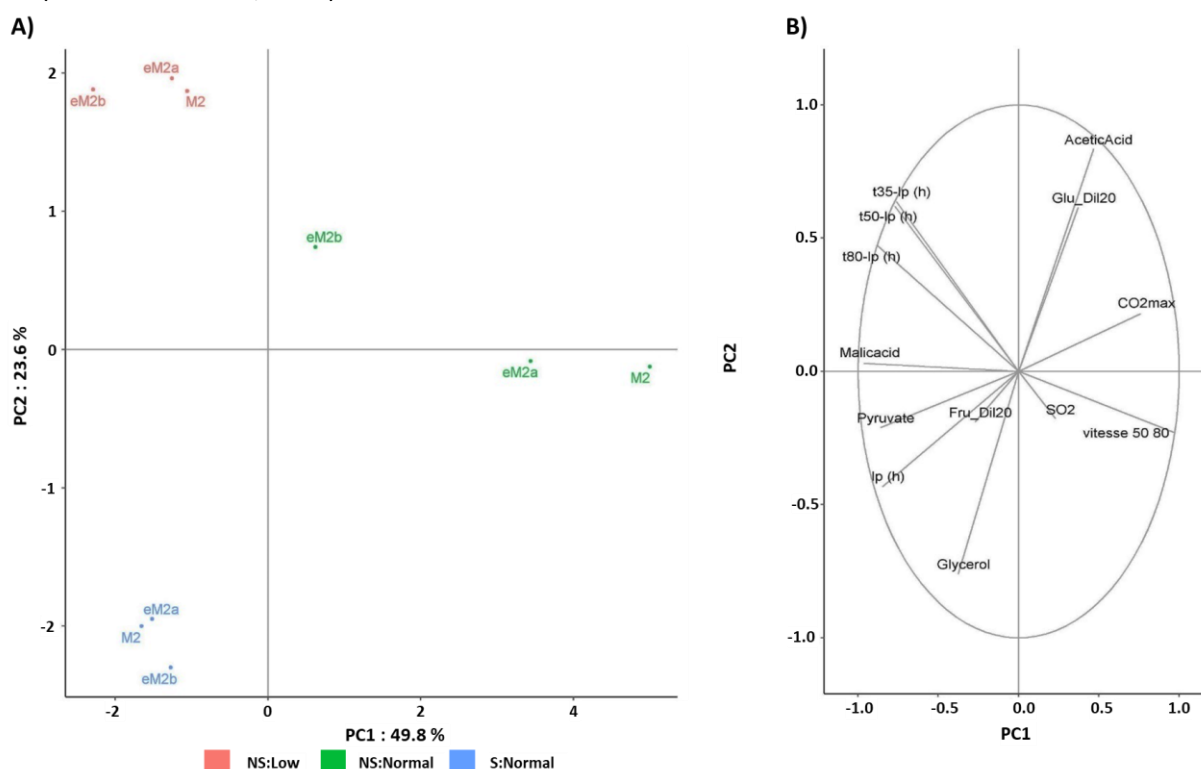 A)
B)
2
1
0
-1
-2
PC2 : 23.6 %
eM2a
eM2b
M2
eM2b
eM2a
M2
eM2a
M2
eM2b
-2
0
2
4
PC1 : 49.8 %
NS:Low
NS:Normal
S:Normal
1.0
0.5
0.0
-0.5
-1.0
PC2
AceticAcid
t35-lp (h)
Glu_Dil20
t50-lp (h)
t80-lp (h)
CO2max
Malicacid
Pyruvate
Fru_Dil20
SO2
vitesse 50 80
lp (h)
Glycerol
-1.0
-0.5
0.0
0.5
1.0
PC1